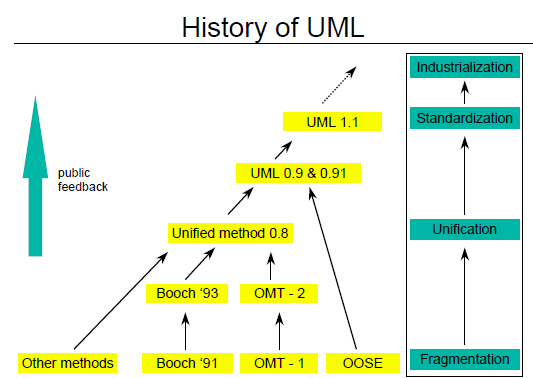 History of UML
Industrialization
UML 1.1
Standardization
public
feedback
UML 0.9 & 0.91
Unified method 0.8
Unification
Booch ‘93
OMT - 2
Other methods
Booch ‘91
OMT - 1
OOSE
Fragmentation